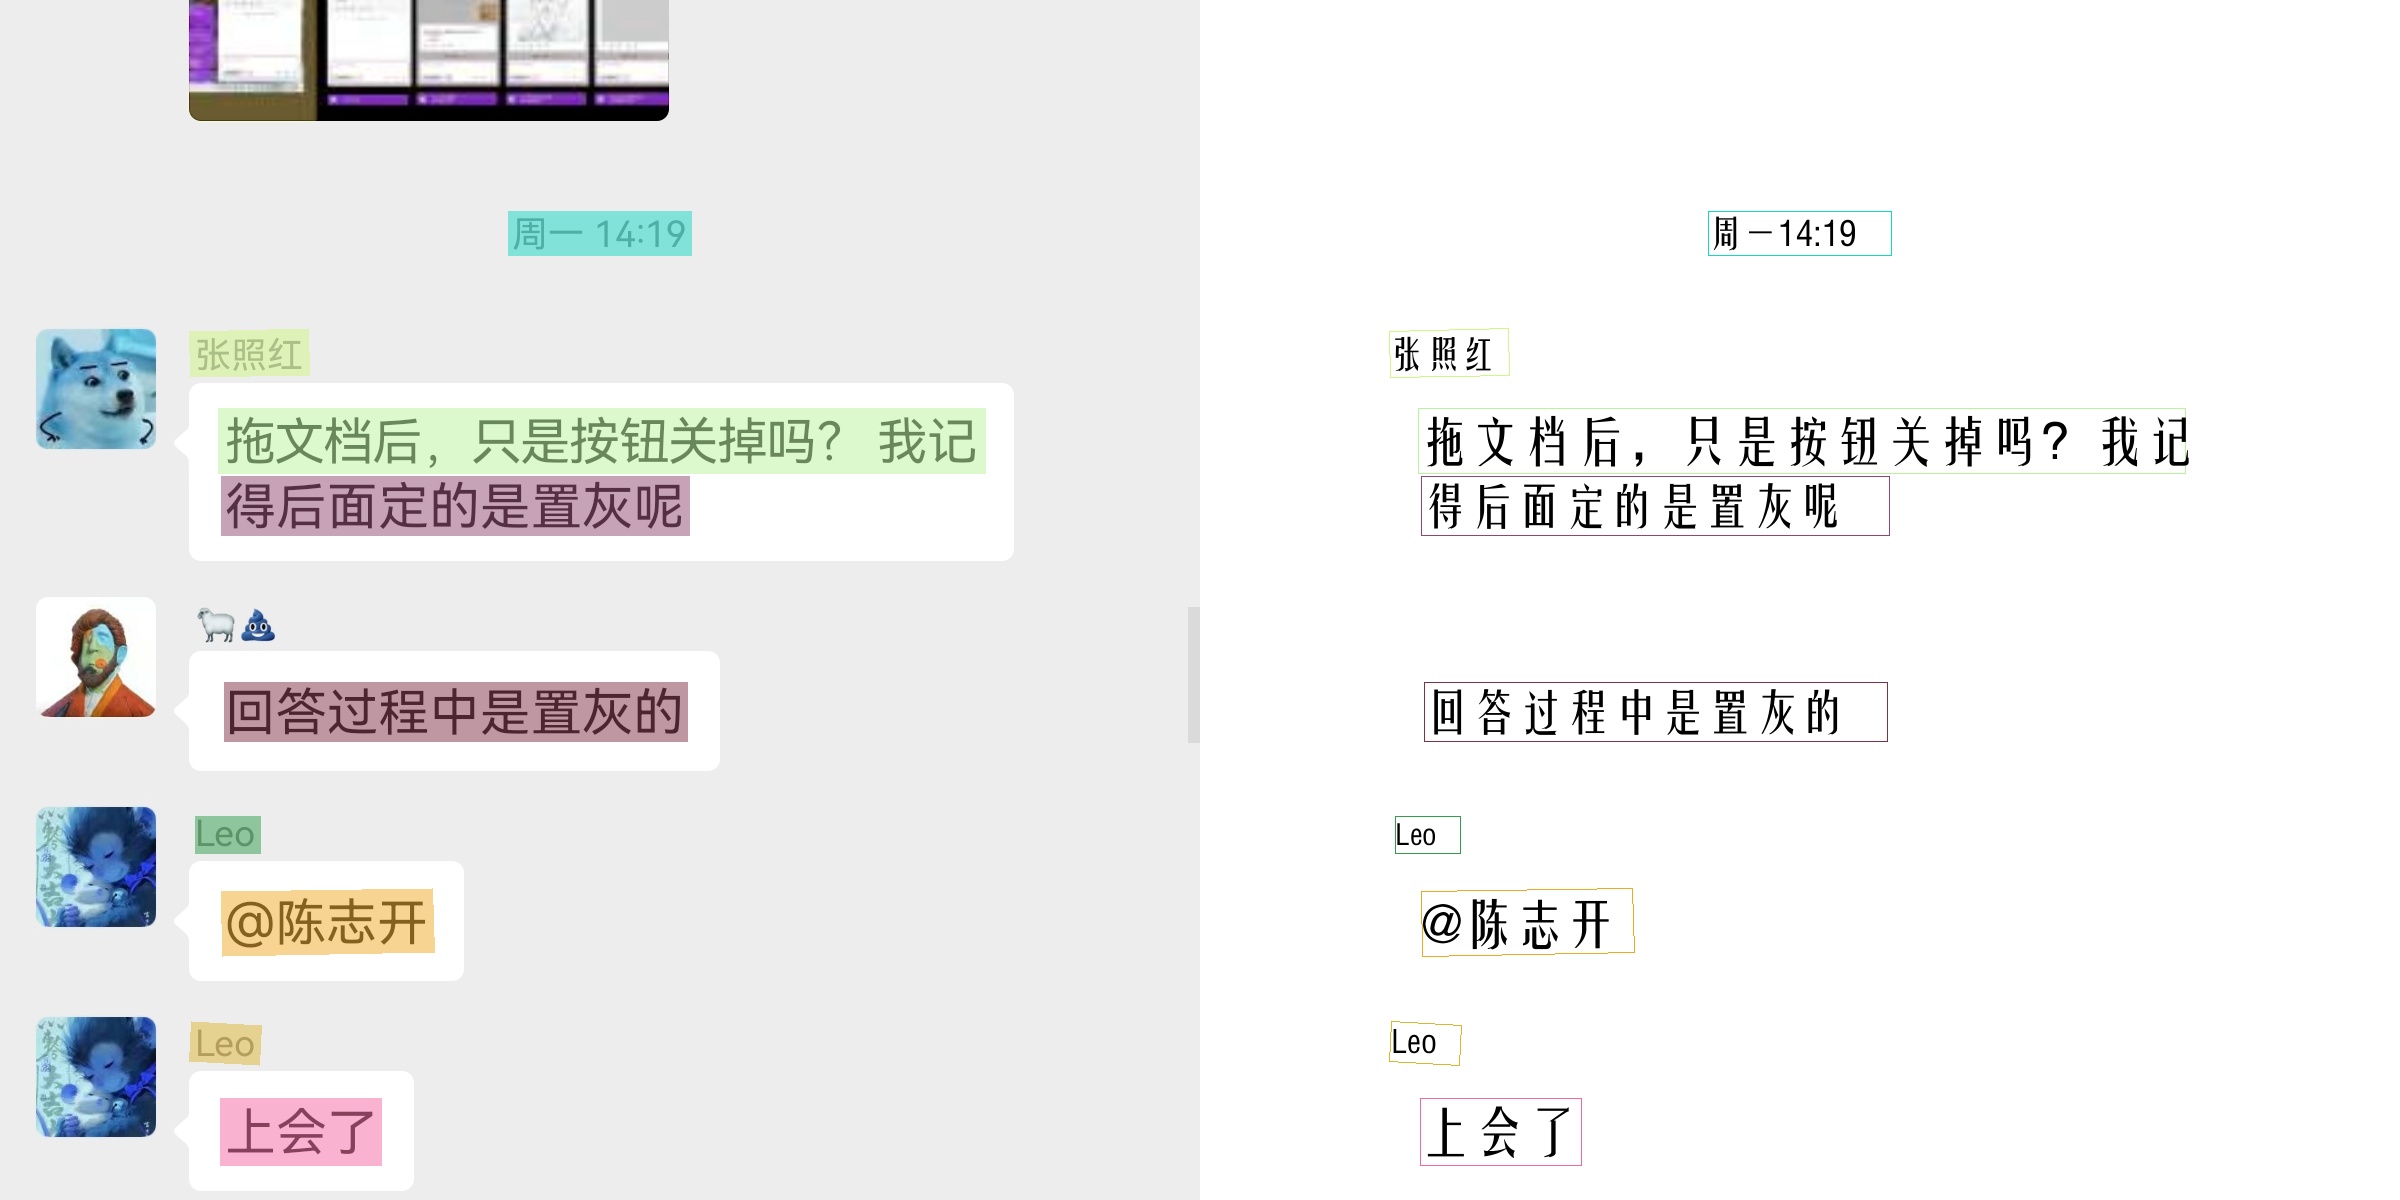 周一 14:19
张照红
拖文档后，只是按钮关掉吗？ 我记
得后面定的是置灰呢
🐑💩
回答过程中是置灰的
Leo
@陈志开
Leo
上会了
周一14:19
张照红
拖文档后，只是按钮关掉吗？ 我记
得后面定的是置灰呢
回答过程中是置灰的
Leo
@陈志开
Leo
上会了